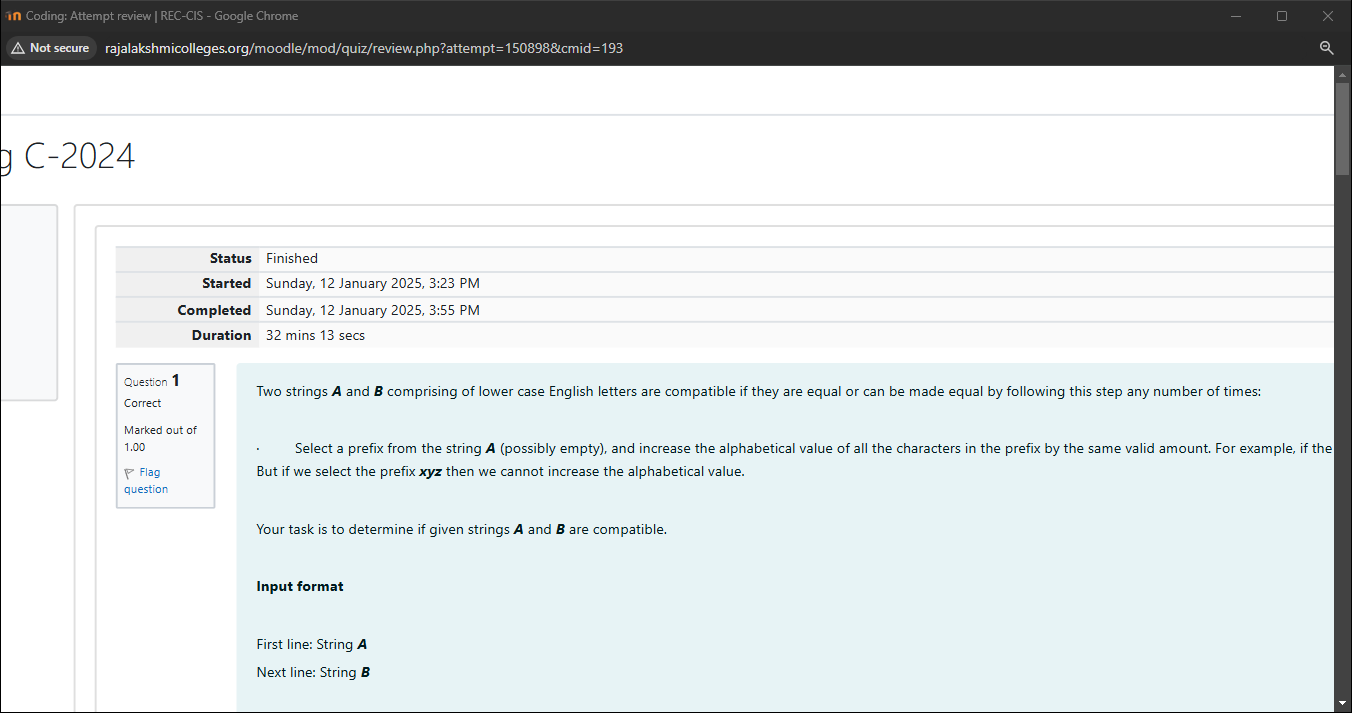 Coding: Attempt review | REC-CIS - Google Chrome
Not secure rajalakshmicolleges.org/moodle/mod/quiz/review.php?attempt=150898&cmid=193
g C-2024
Status Finished
Started Sunday, 12 January 2025, 3:23 PM
Completed Sunday, 12 January 2025, 3:55 PM
Duration 32 mins 13 secs
Question 1
Correct
Marked out of
1.00
Flag
question
Two strings A and B comprising of lower case English letters are compatible if they are equal or can be made equal by following this step any number of times:
· Select a prefix from the string A (possibly empty), and increase the alphabetical value of all the characters in the prefix by the same valid amount. For example, if the
But if we select the prefix xyz then we cannot increase the alphabetical value.
Your task is to determine if given strings A and B are compatible.
Input format
First line: String A
Next line: String B